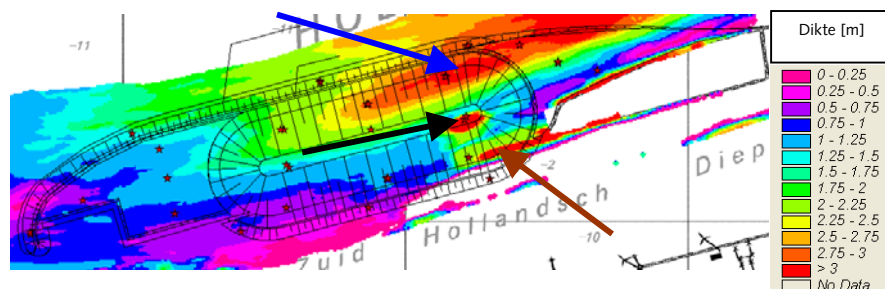 -11
-11
-2
Diep
Hollandsch
Zuid
-10
Dikte [m]
0 - 0.25
0.25 - 0.5
0.5 - 0.75
0.75 - 1
1 - 1.25
1.25 - 1.5
1.5 - 1.75
1.75 - 2
2 - 2.25
2.25 - 2.5
2.5 - 2.75
2.75 - 3
> 3
No Data